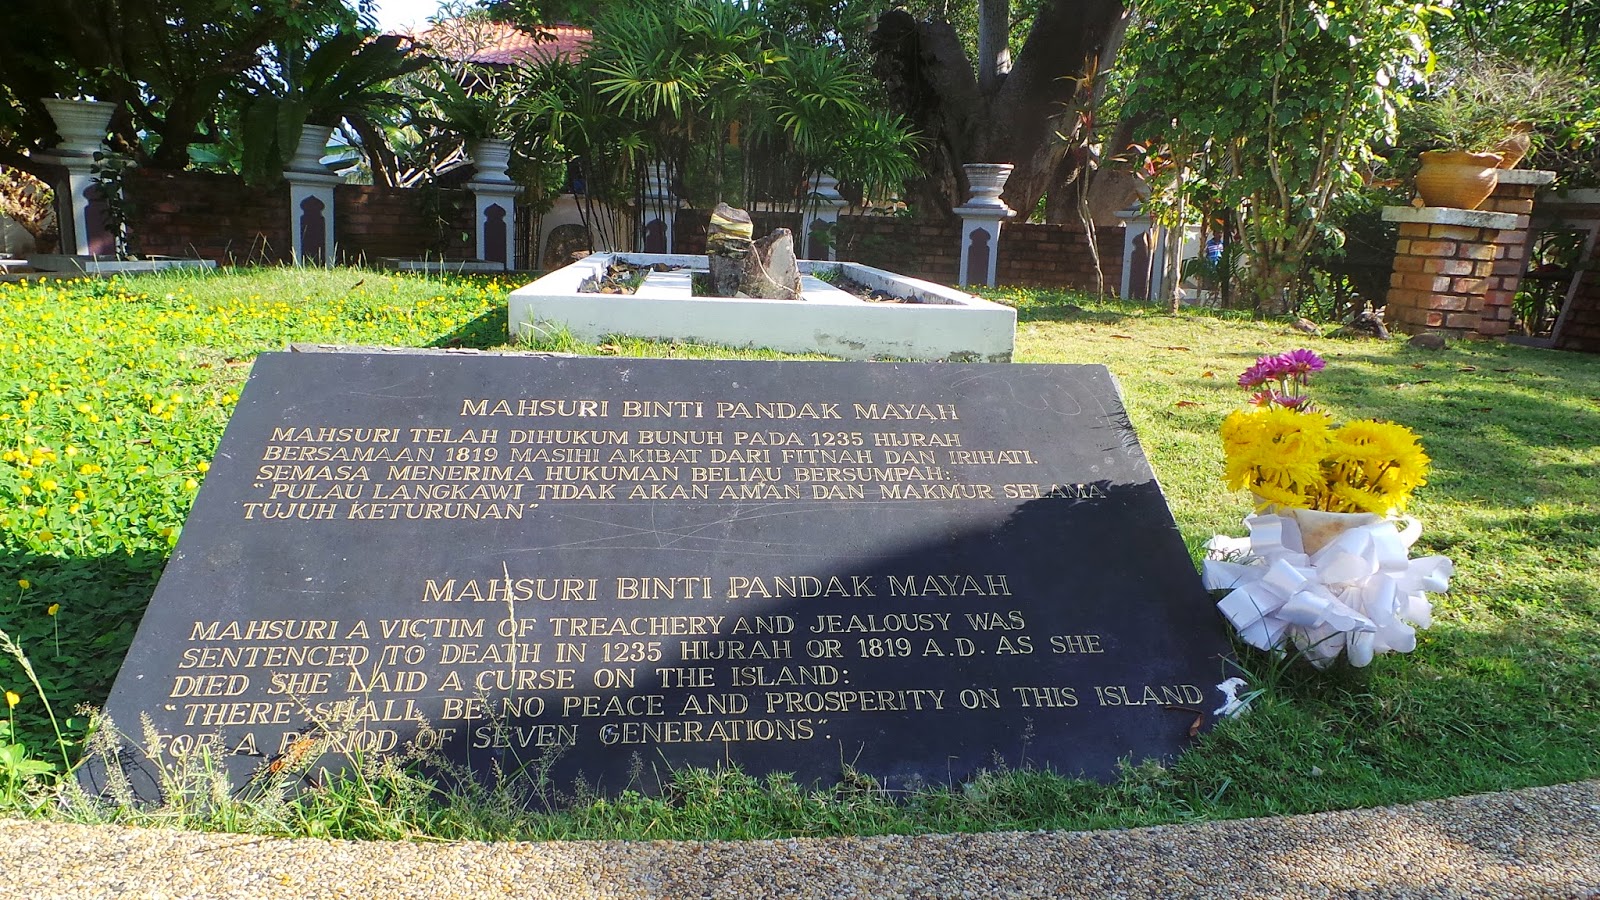 MAHSURI BINTI PANDAK MAYAH
MAHSURI TELAH DIHUKUM BUNUH PADA 1235 HIJRAH
BERSAMAAN 1819 MASIHI AKIBAT DARI FITNAH DAN IRIHATI.
SEMASA MENERIMA HUKUMAN BELIAU BERSUMPAH:
"PULAU LANGKAWI TIDAK AKAN AMAN DAN MAKMUR SELAMA
TUJUH KETURUNAN"
MAHSURI BINTI PANDAK MAYAH
MAHSURI A VICTIM OF TREACHERY AND JEALOUSY WAS
SENTENCED TO DEATH IN 1235 HIJRAH OR 1819 A.D. AS SHE
DIED SHE LAID A CURSE ON THE ISLAND:
"THERE SHALL BE NO PEACE AND PROSPERITY ON THIS ISLAND
FOR A PERIOD OF SEVEN GENERATIONS".